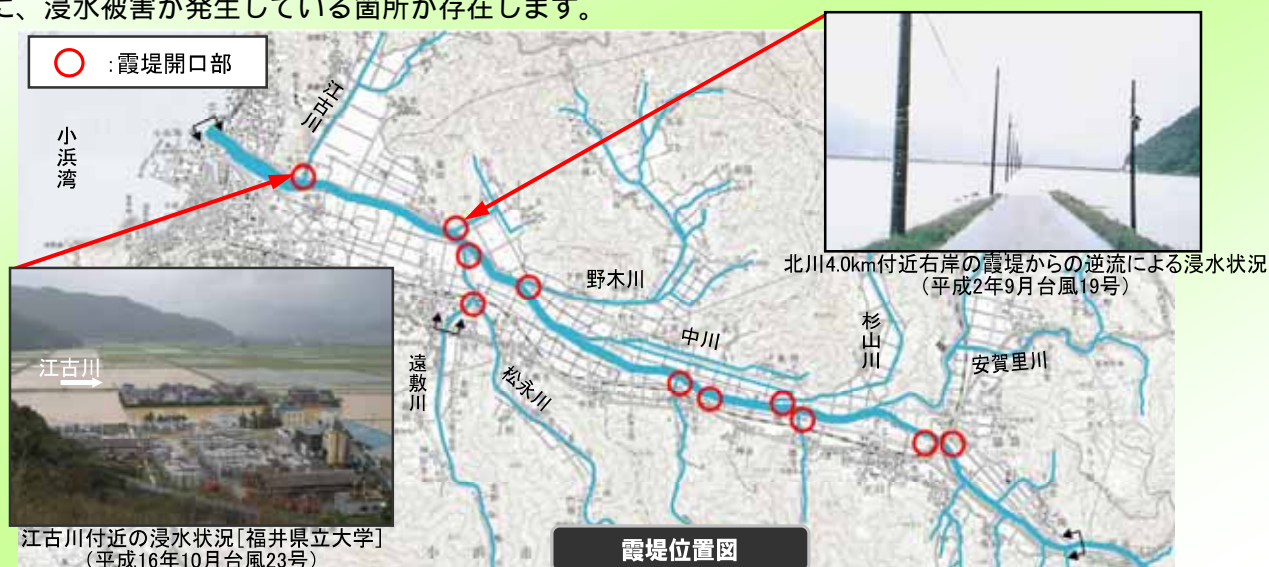 に、浸水被害が発生している箇所が存在します。
:霞堤開口部
小浜湾
江古川
野木川
中川
杉山川
安賀里川
遠敷川
松永川
北川4.0km付近右岸の霞堤からの逆流による浸水状況
(平成2年9月台風19号)
江古川
江古川付近の浸水状況[福井県立大学]
(平成16年10月台風23号)
霞堤位置図